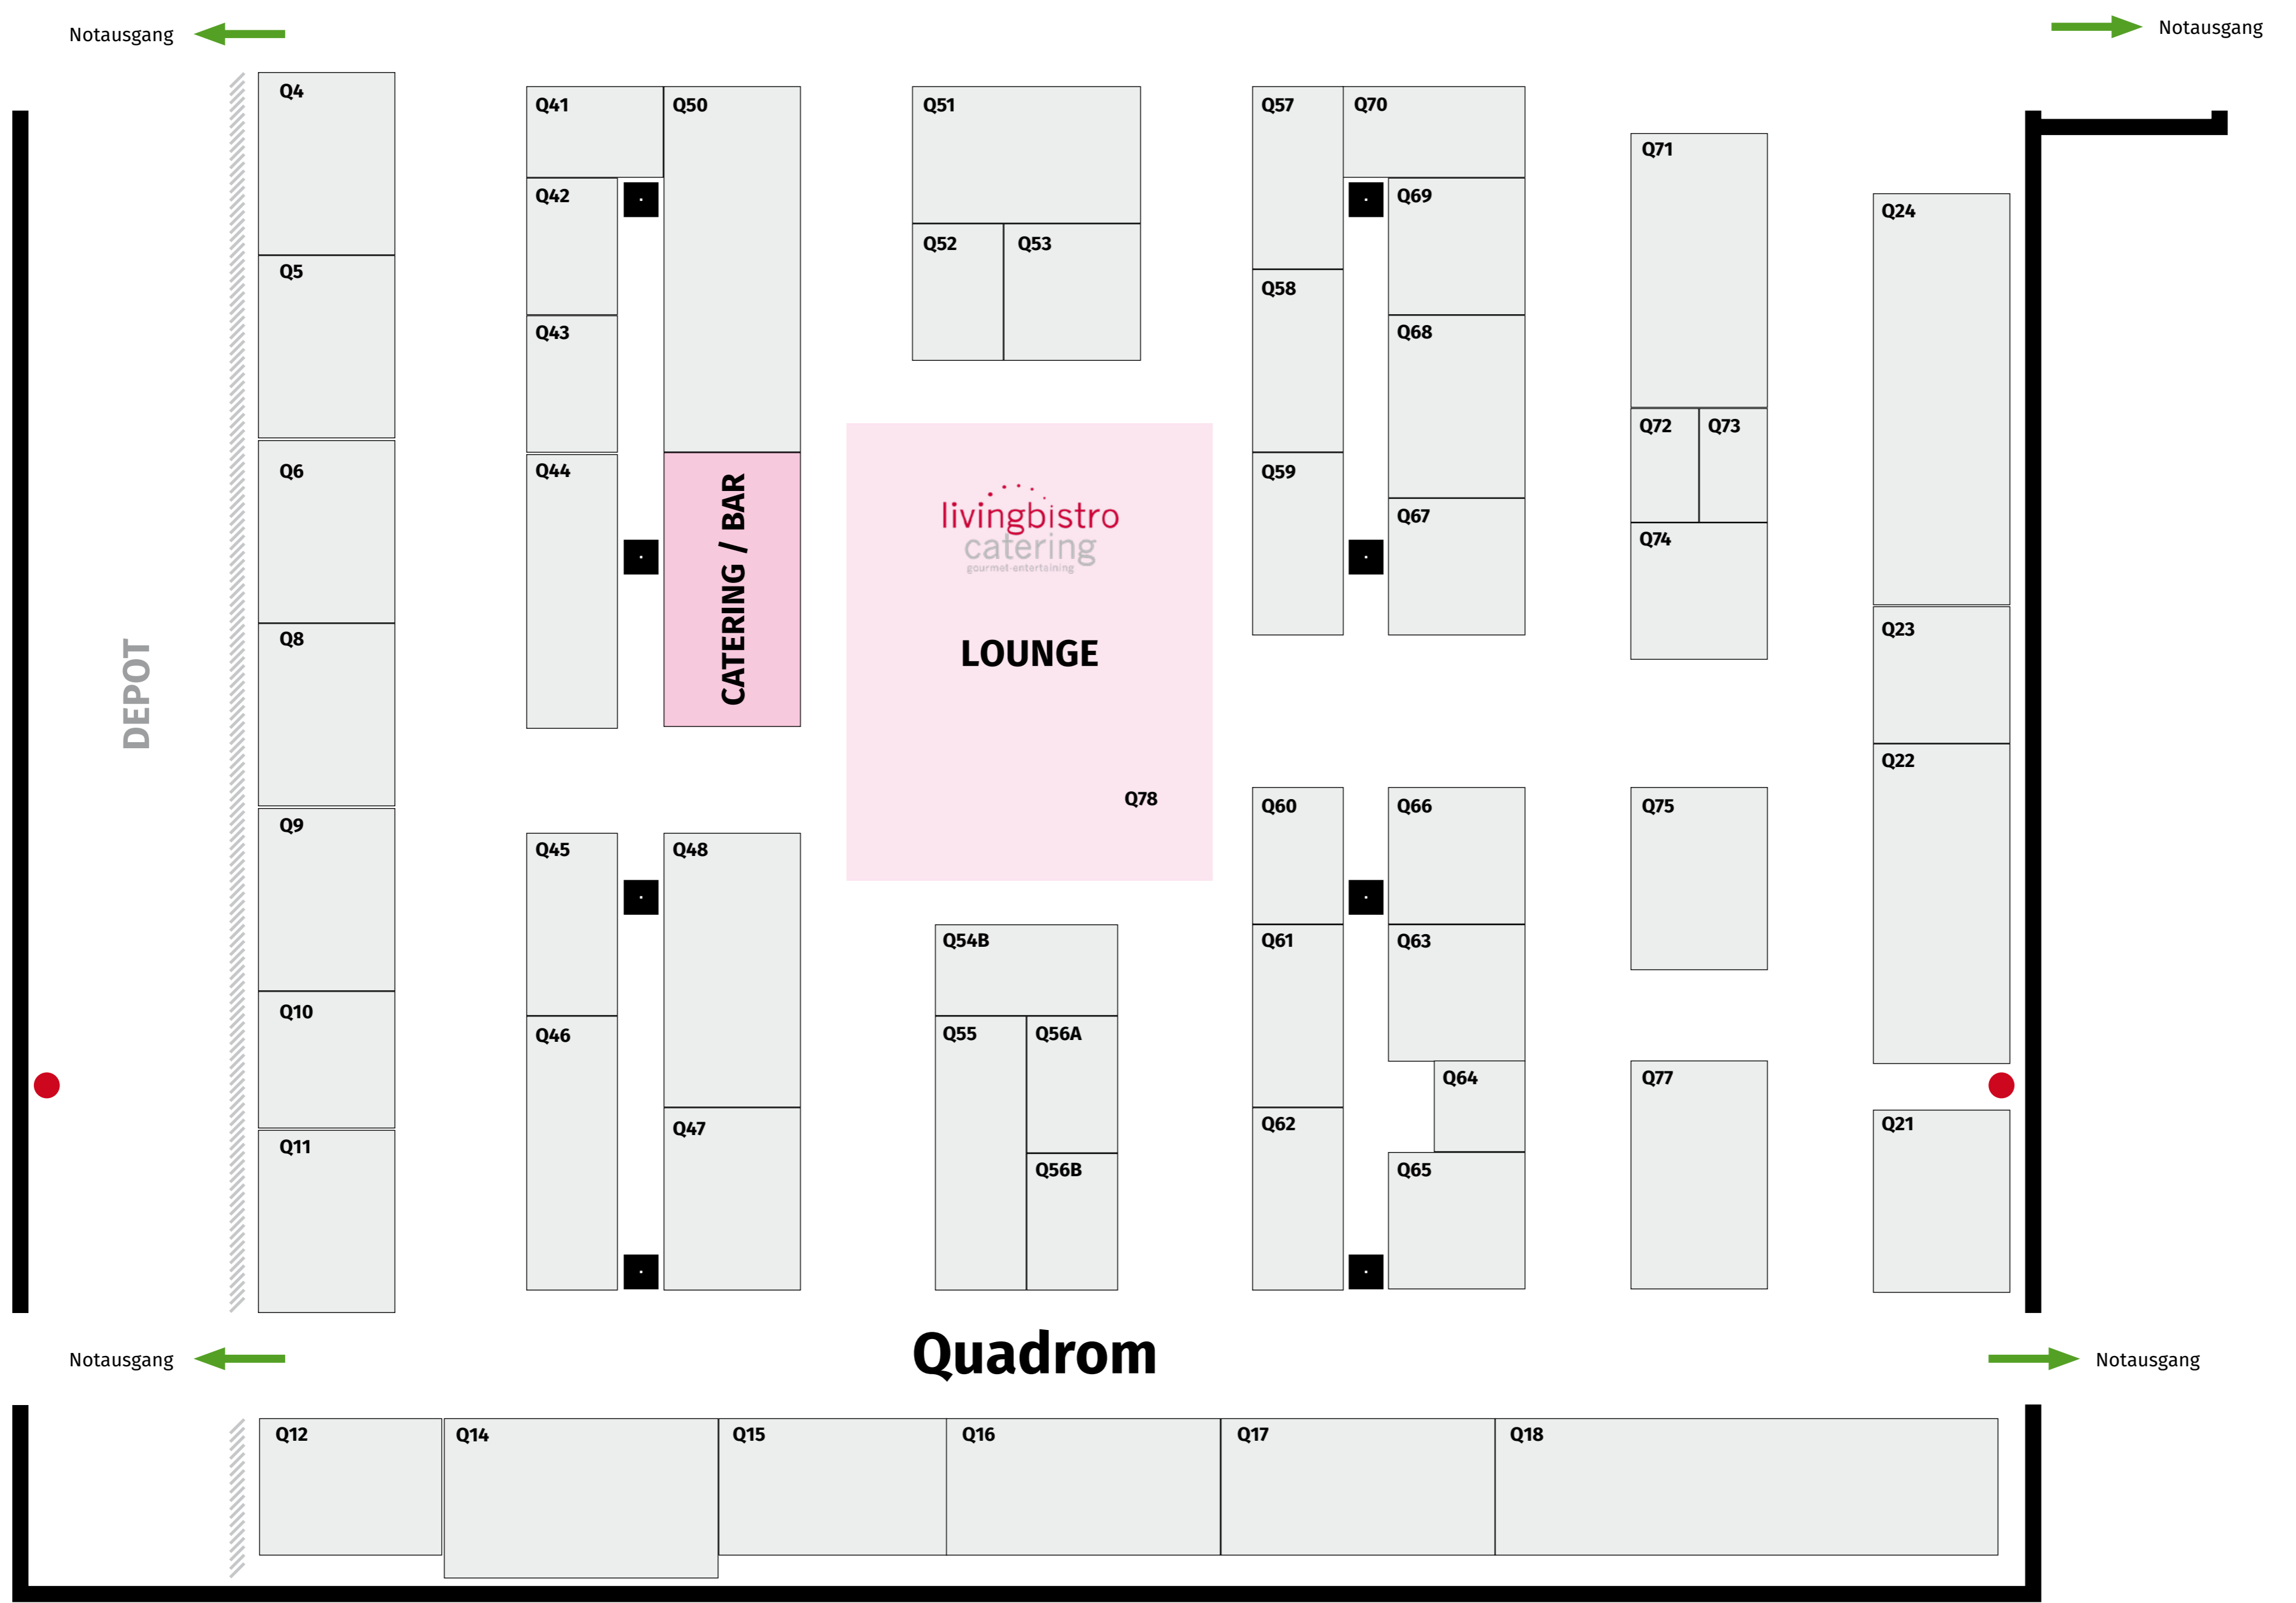 Notausgang
Notausgang
Q4
Q41
Q50
Q51
Q57
Q70
Q71
Q42
Q69
Q24
Q52
Q53
Q5
Q58
Q43
Q68
Q72
Q73
Q6
Q44
Q59
CATERING / BAR
livingbistro
catering
gourmet-entertaining
Q67
Q74
Q23
Q8
DEPOT
LOUNGE
Q22
Q78
Q60
Q66
Q75
Q9
Q45
Q48
Q54B
Q61
Q63
Q10
Q46
Q55
Q56A
Q64
Q77
Q47
Q62
Q21
Q11
Q56B
Q65
Quadrom
Notausgang
Notausgang
Q12
Q14
Q15
Q16
Q17
Q18